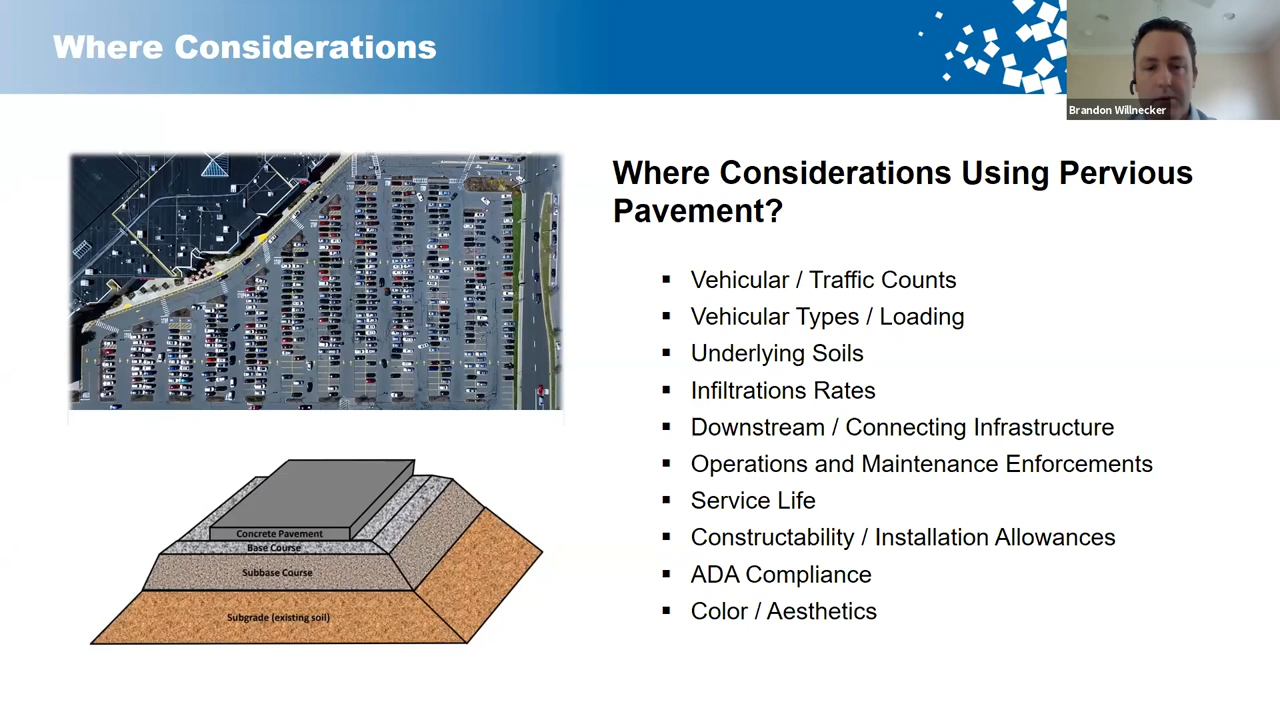 Where Considerations
Brandon Willnecker
Where Considerations Using Pervious
Pavement?
▪ Vehicular / Traffic Counts
▪ Vehicular Types / Loading
▪ Underlying Soils
▪ Infiltrations Rates
▪ Downstream / Connecting Infrastructure
▪ Operations and Maintenance Enforcements
▪ Service Life
▪ Constructability / Installation Allowances
▪ ADA Compliance
▪ Color / Aesthetics
Concrete Pavement
Base Course
Subbase Course
Subgrade (existing soil)